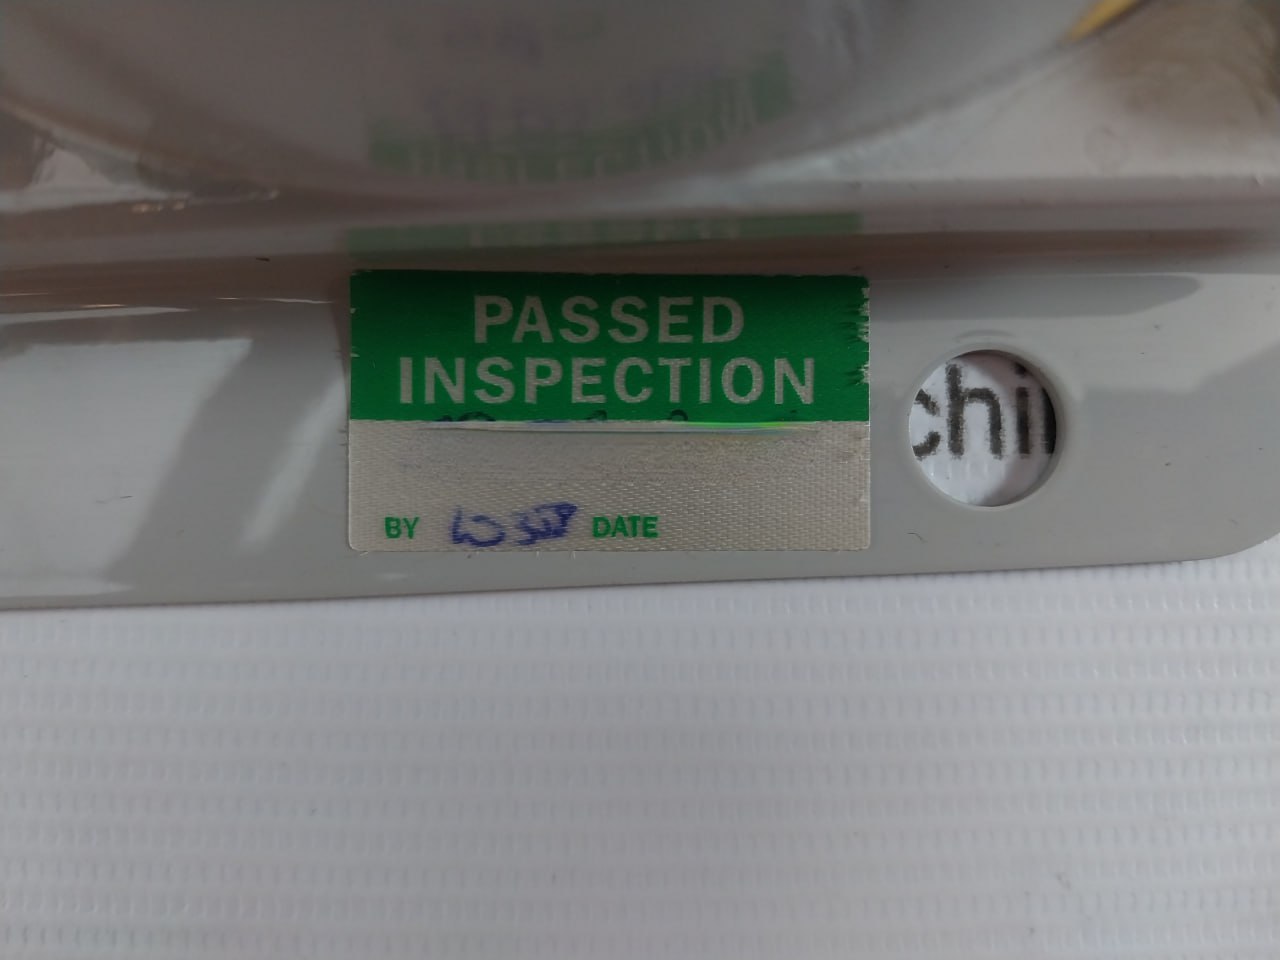 PASSED
INSPECTION
BY DATE
chi